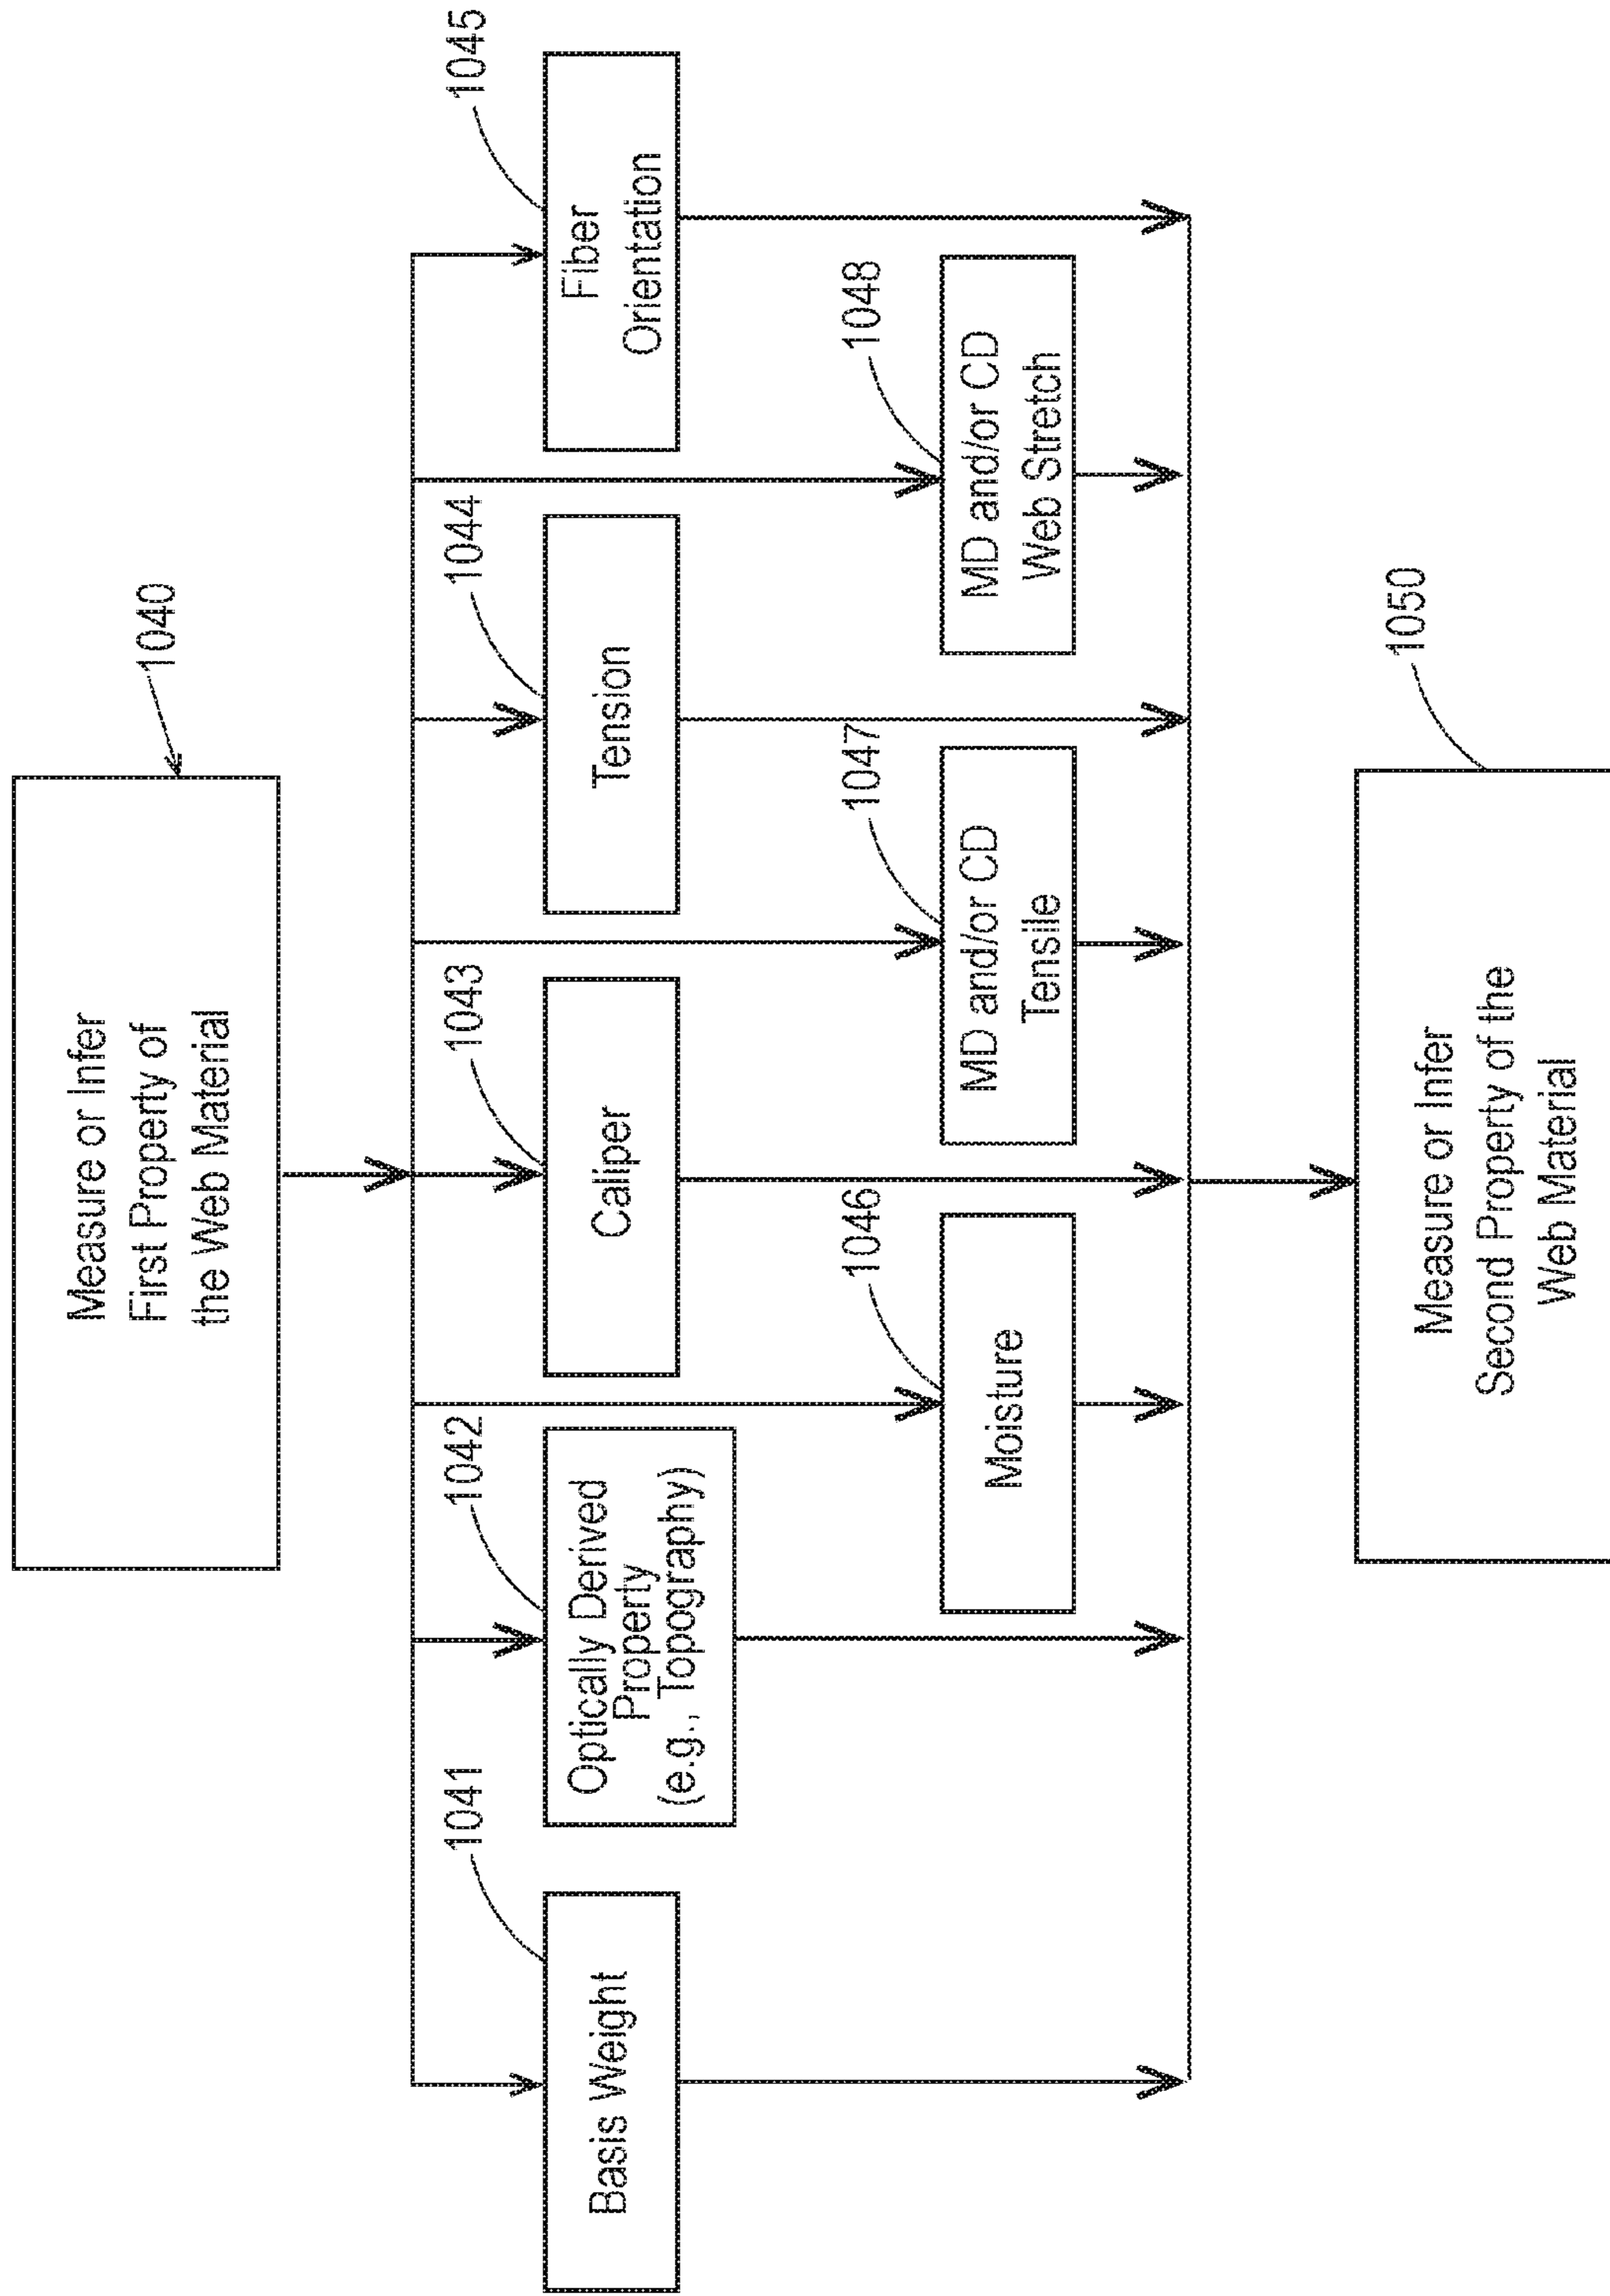 1040
Measure or Infer
First Property of
the Web Material
1041
1042
1043
1044
1045
Basis Weight
Optically Derived
Property
(e.g., Topography)
Caliper
Tension
Fiber
Orientation
1046
1047
1048
Moisture
MD and/or CD
Tensile
MD and/or CD
Web Stretch
1050
Measure or Infer
Second Property of the
Web Material